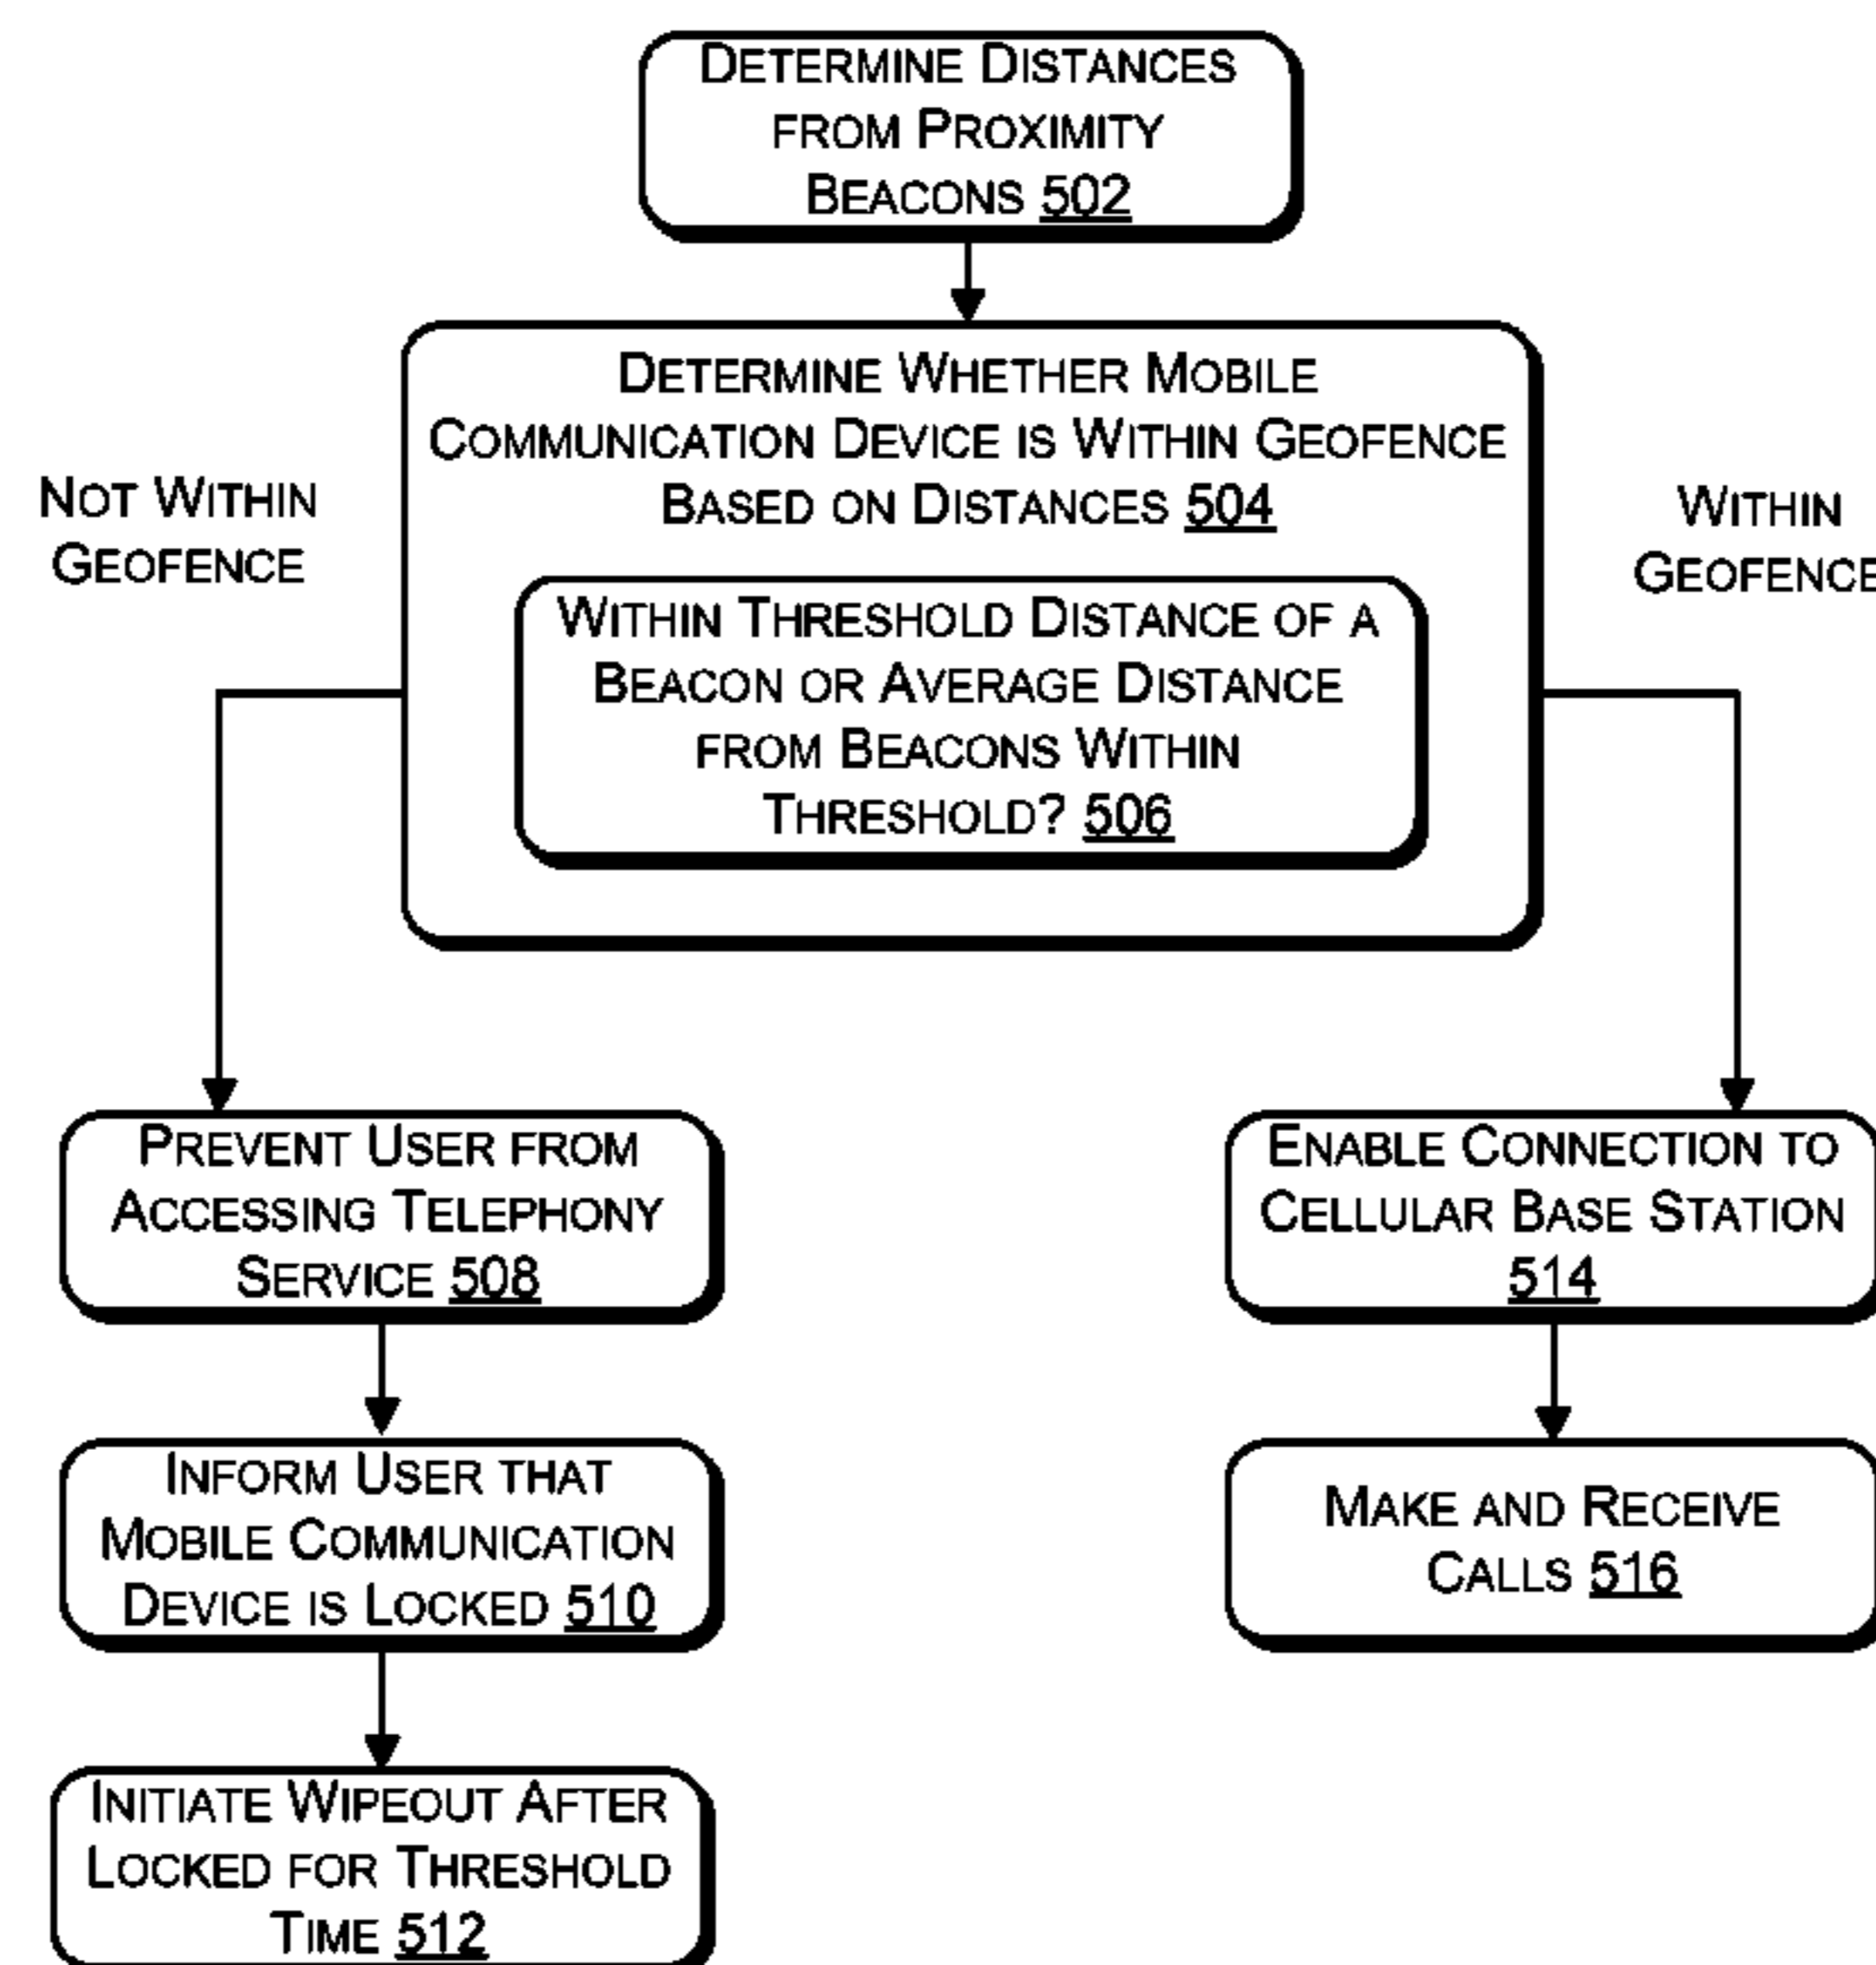 DETERMINE DISTANCES
FROM PROXIMITY
BEACONS 502
DETERMINE WHETHER MOBILE
COMMUNICATION DEVICE IS WITHIN GEOFENCE
BASED ON DISTANCES 504
NOT WITHIN
GEOFENCE
WITHIN
GEOFENCE
WITHIN THRESHOLD DISTANCE OF A
BEACON OR AVERAGE DISTANCE
FROM BEACONS WITHIN
THRESHOLD? 506
PREVENT USER FROM
ACCESSING TELEPHONY
SERVICE 508
ENABLE CONNECTION TO
CELLULAR BASE STATION
514
INFORM USER THAT
MOBILE COMMUNICATION
DEVICE IS LOCKED 510
MAKE AND RECEIVE
CALLS 516
INITIATE WIPEOUT AFTER
LOCKED FOR THRESHOLD
TIME 512